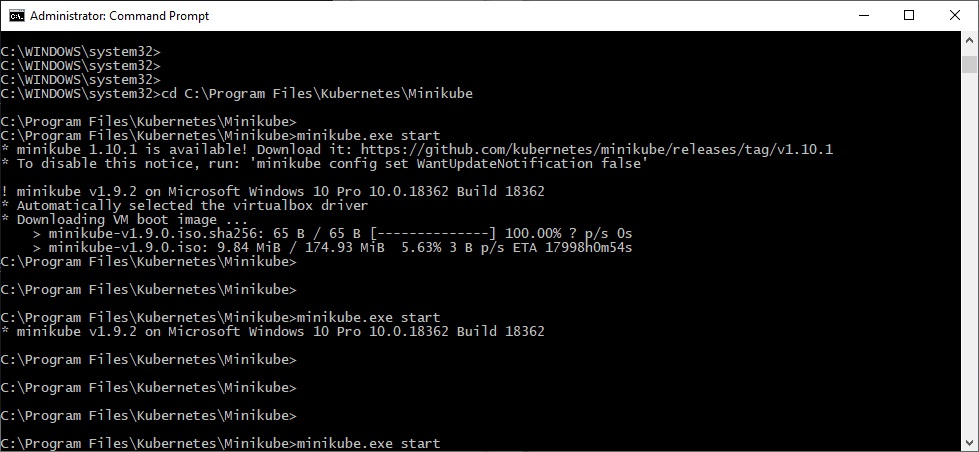 Administrator: Command Prompt
C:\WINDOWS\system32>
C:\WINDOWS\system32>
C:\WINDOWS\system32>
C:\WINDOWS\system32>cd C:\Program Files\Kubernetes\Minikube
C:\Program Files\Kubernetes\Minikube>
C:\Program Files\Kubernetes\Minikube>minikube.exe start
* minikube 1.10.1 is available! Download it: https://github.com/kubernetes/minikube/releases/tag/v1.10.1
* To disable this notice, run: 'minikube config set WantUpdateNotification false'
! minikube v1.9.2 on Microsoft Windows 10 Pro 10.0.18362 Build 18362
* Automatically selected the virtualbox driver
* Downloading VM boot image ...
    > minikube-v1.9.0.iso.sha256: 65 B / 65 B [--------------] 100.00% ? p/s 0s
    > minikube-v1.9.0.iso: 9.84 MiB / 174.93 MiB  5.63% 3 B p/s ETA 17998h0m54s
C:\Program Files\Kubernetes\Minikube>
C:\Program Files\Kubernetes\Minikube>
C:\Program Files\Kubernetes\Minikube>minikube.exe start
* minikube v1.9.2 on Microsoft Windows 10 Pro 10.0.18362 Build 18362
C:\Program Files\Kubernetes\Minikube>
C:\Program Files\Kubernetes\Minikube>
C:\Program Files\Kubernetes\Minikube>
C:\Program Files\Kubernetes\Minikube>minikube.exe start